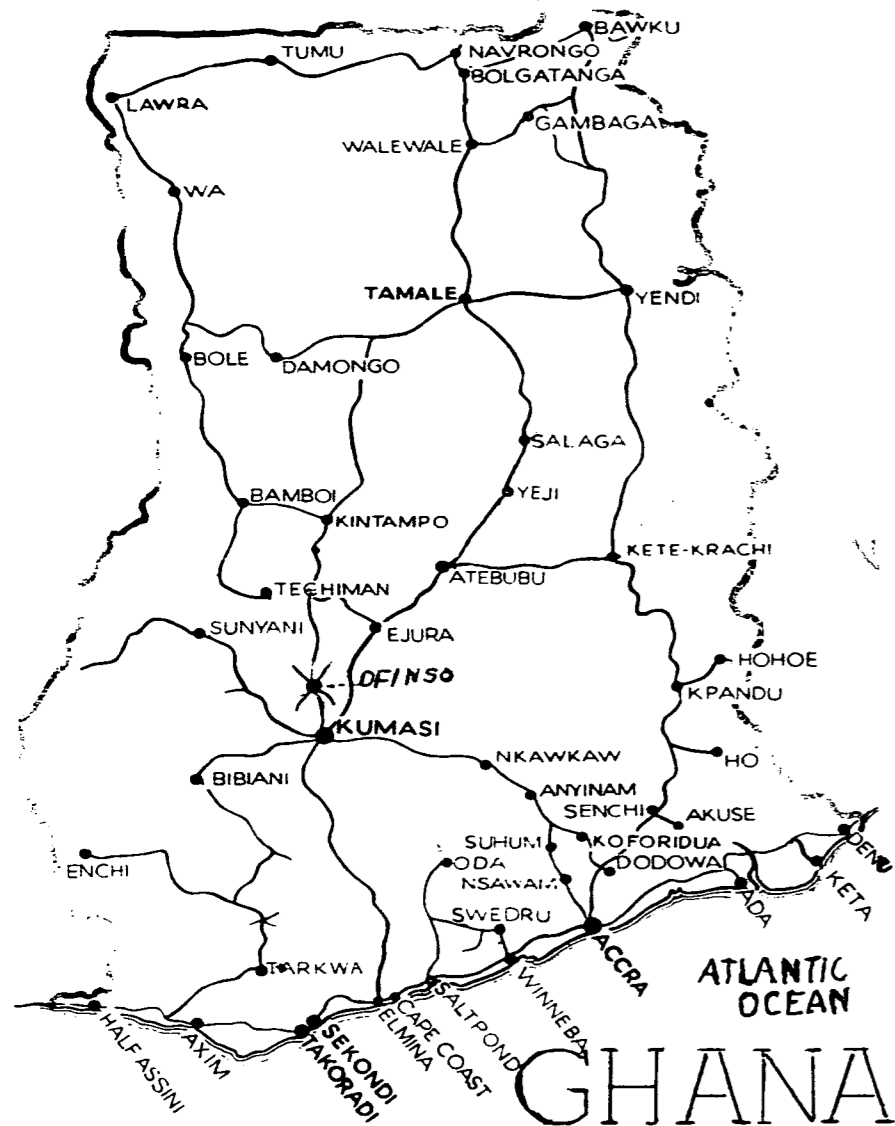 BAWKU
TUMU
NAVRONGO
BOLGATANGA
LAWRA
GAMBAGA
WALEWALE
WA
TAMALE
YENDI
BOLE
DAMONGO
SALAGA
YEJI
BAMBOI
KINTAMPO
KETE-KRACHI
ATEBUBU
TECHIMAN
SUNYANI
EJURA
HOHOE
OFINSO
KPANDU
KUMASI
NKAWKAW
HO
BIBIANI
ANYINAM
SENCHI
AKUSE
SUHUM
KOFORIDUA
DENU
ODA
DODOWA
ENCHI
KETA
NSAWAM
ADA
SWEDRU
ACCRA
TARKWA
WINNEBA
SALTPOND
CAPE COAST
ELMINA
SEKONDI
TAKORADI
AXIM
HALF ASSINI
ATLANTIC
OCEAN
GHANA